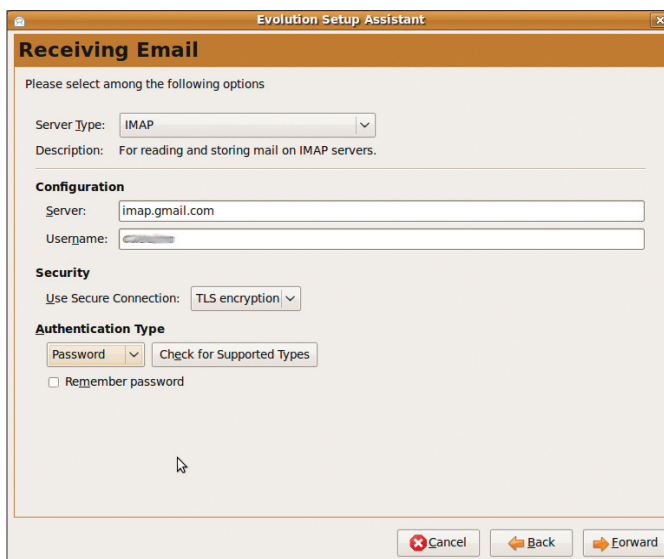 Evolution Setup Assistant
Receiving Email
Please select among the following options
Server Type: IMAP
Description: For reading and storing mail on IMAP servers.
Configuration
Server: imap.gmail.com
Username:
Security
Use Secure Connection: TLS encryption
Authentication Type
Password Check for Supported Types
Remember password
Cancel Back Forward